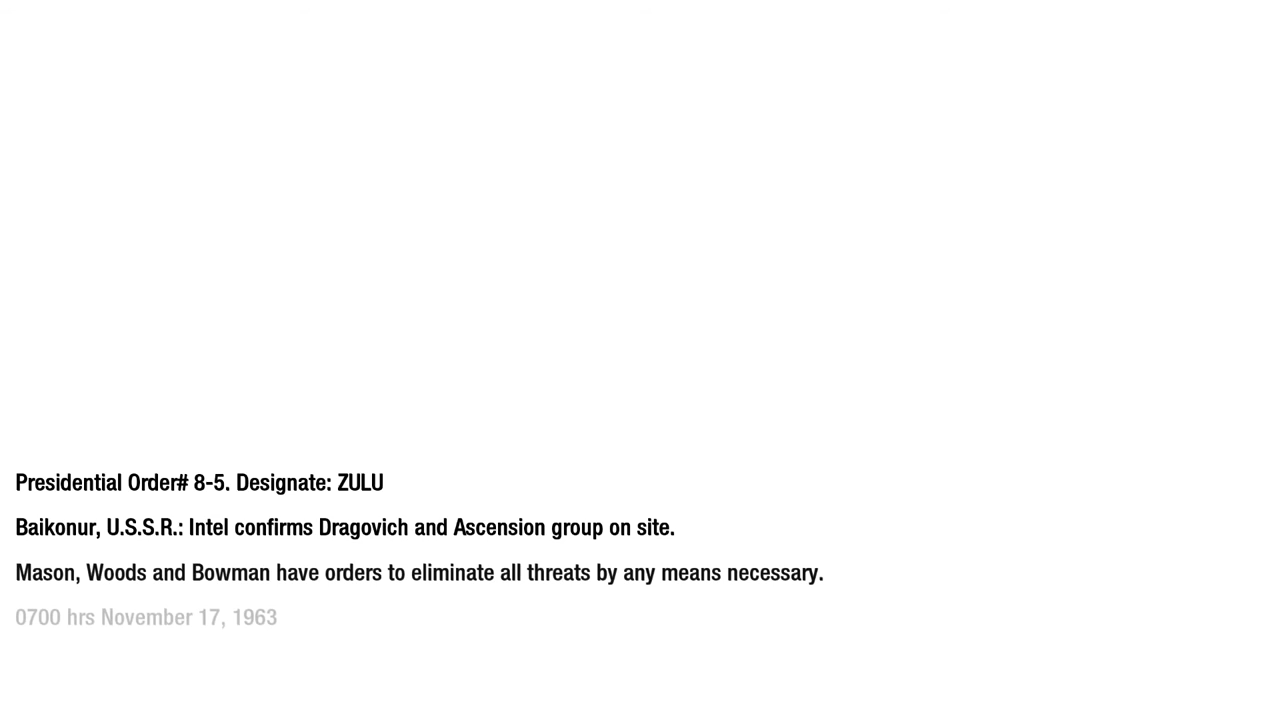 Presidential Order# 8-5. Designate: ZULU
Baikonur, U.S.S.R.: Intel confirms Dragovich and Ascension group on site.
Mason, Woods and Bowman have orders to eliminate all threats by any means necessary.
0700 hrs November 17, 1963